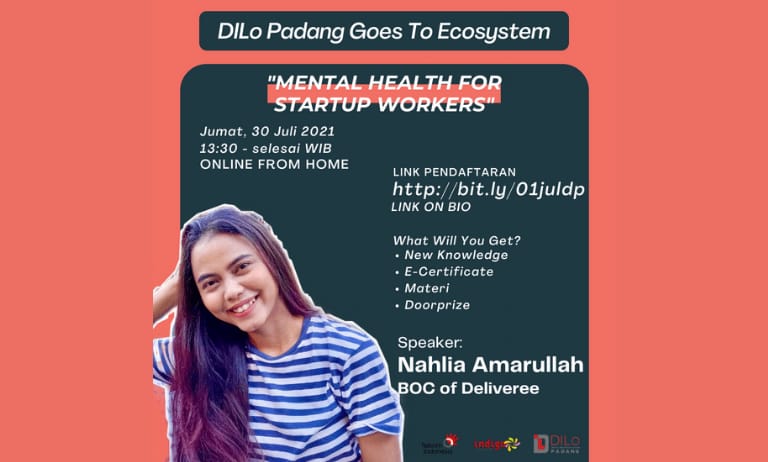 DILo Padang Goes To Ecosystem
"MENTAL HEALTH FOR
STARTUP WORKERS"
Jumat, 30 Juli 2021
13:30 - selesai WIB
ONLINE FROM HOME
LINK PENDAFTARAN
http://bit.ly/01juldp
LINK ON BIO
What Will You Get?
• New Knowledge
• E-Certificate
• Materi
• Doorprize
Speaker:
Nahlia Amarullah
BOC of Deliveree
Telkom
Indonesia
indigo
DILo
PADANG